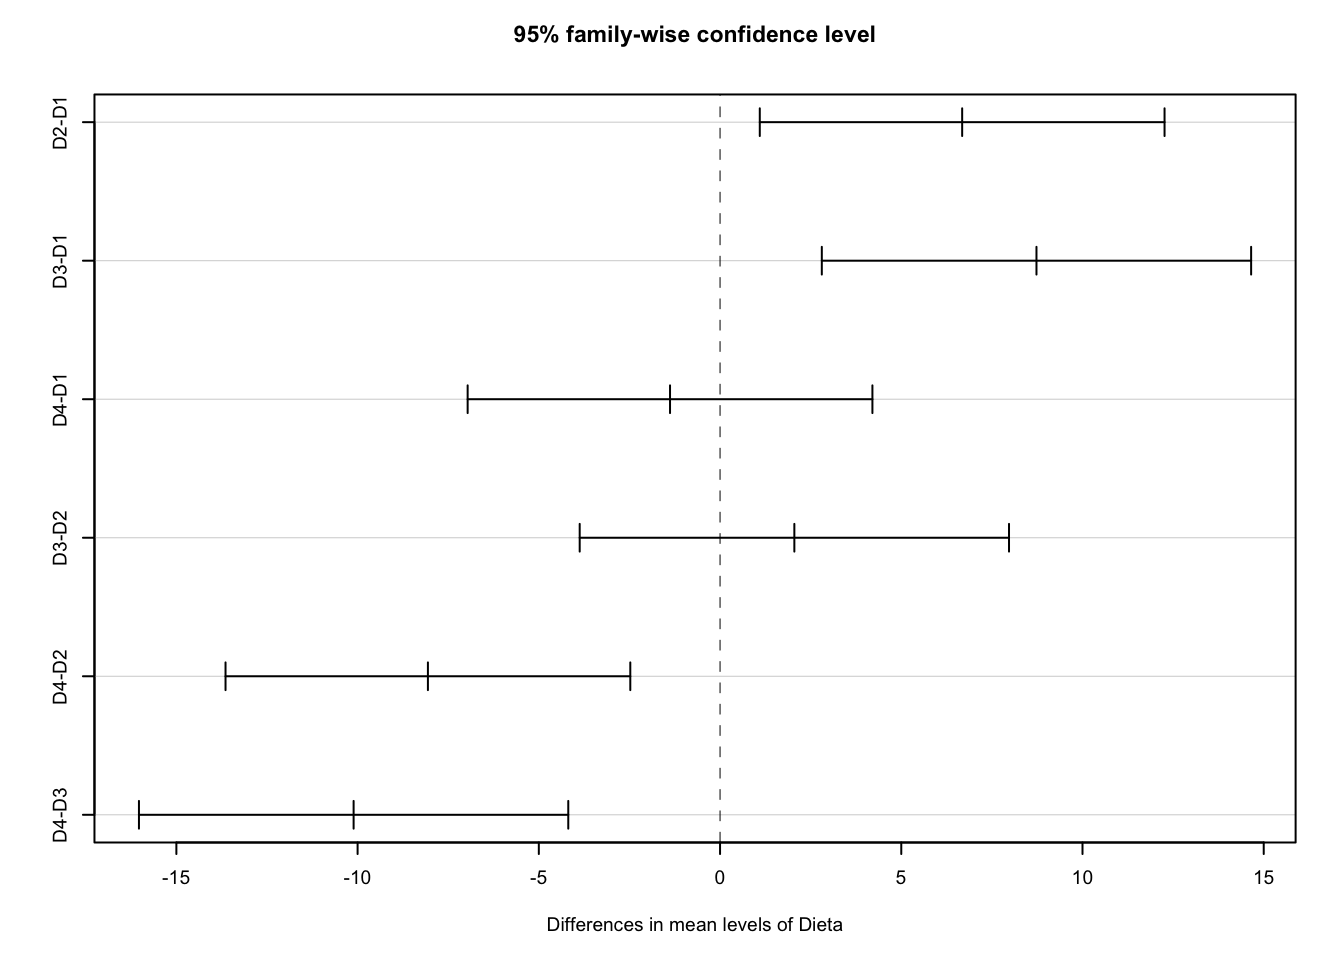 95% family-wise confidence level
D2-D1
D3-D1
D4-D1
D3-D2
D4-D2
D4-D3
-15 -10 -5 0 5 10 15
Differences in mean levels of Dieta